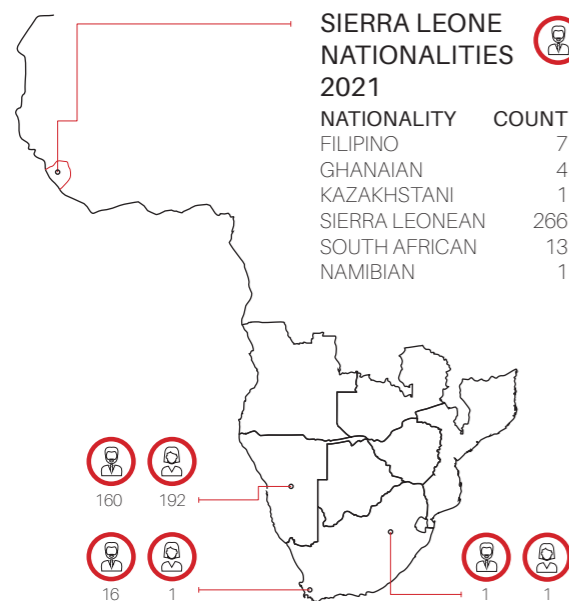 SIERRA LEONE
NATIONALITIES
2021
NATIONALITY COUNT
FILIPINO 7
GHANAIAN 4
KAZAKHSTANI 1
SIERRA LEONEAN 266
SOUTH AFRICAN 13
NAMIBIAN 1
160 192
16 1
1 1